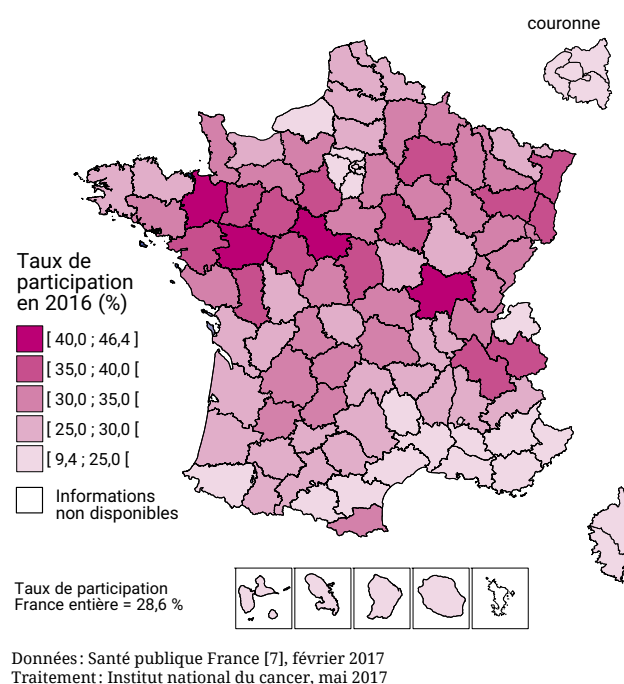 couronne
Taux de
participation
en 2016 (%)
[ 40,0 ; 46,4 ]
[ 35,0 ; 40,0 [
[ 30,0 ; 35,0 [
[ 25,0 ; 30,0 [
[ 9,4 ; 25,0 [
Informations
non disponibles
Taux de participation
France entière = 28,6 %
Données : Santé publique France [7], février 2017
Traitement : Institut national du cancer, mai 2017